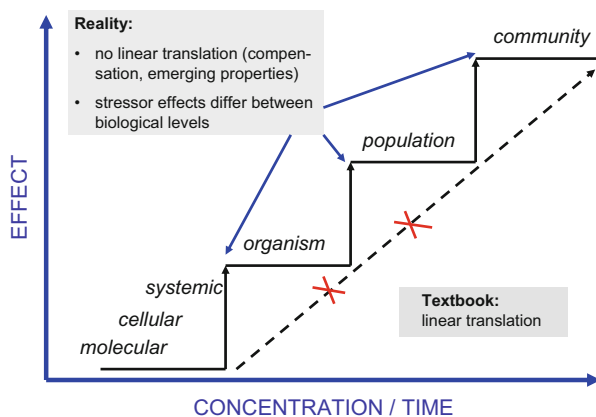 Reality:
• no linear translation (compen-
sation, emerging properties)
• stressor effects differ between
biological levels
community
population
organism
systemic
cellular
molecular
Textbook:
linear translation
EFFECT
CONCENTRATION / TIME